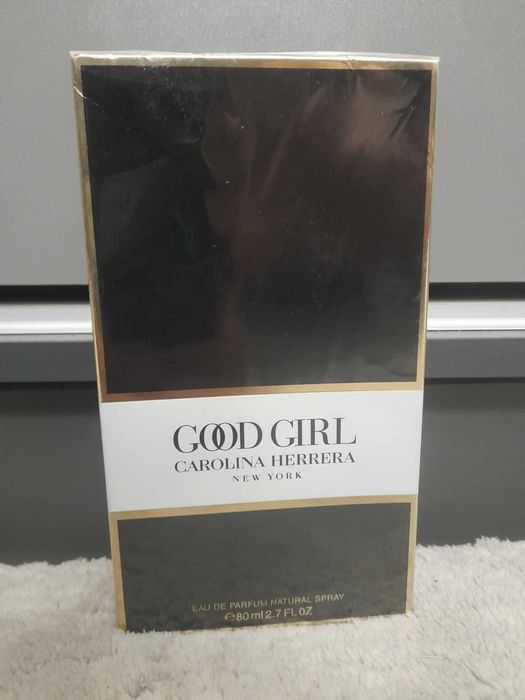 GOOD GIRL
CAROLINA HERRERA
NEW YORK
EAU DE PARFUM NATURAL SPRAY
℮80 ml 2.7 FL OZ